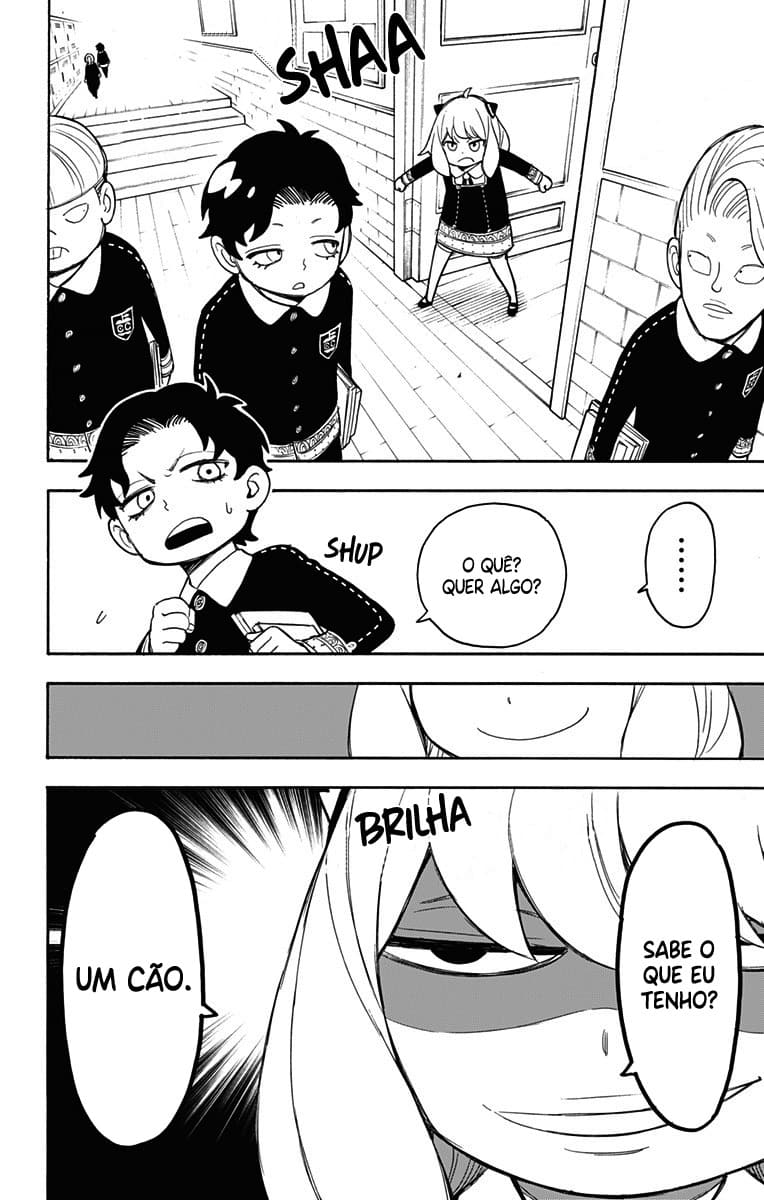 SHAA
......
O QUÊ?
QUER ALGO?
SHUP
BRILHA
SABE O
QUE EU
TENHO?
UM CÃO.